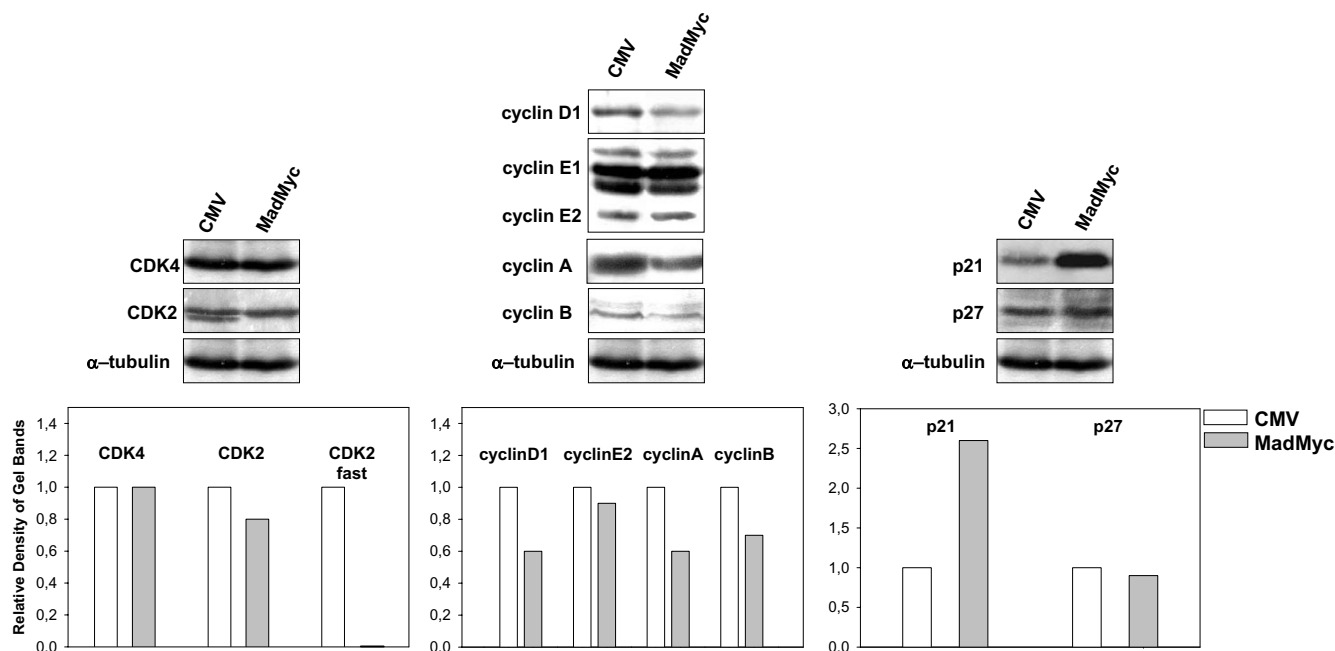 CMV
MadMyc
CDK4
CDK2
α–tubulin
CMV
MadMyc
cyclin D1
cyclin E1
cyclin E2
cyclin A
cyclin B
α–tubulin
CMV
MadMyc
p21
p27
α–tubulin
Relative Density of Gel Bands
1,4
1,2
1,0
0,8
0,6
0,4
0,2
0,0
CDK4
CDK2
CDK2
fast
1,4
1,2
1,0
0,8
0,6
0,4
0,2
0,0
cyclinD1
cyclinE2
cyclinA
cyclinB
3,0
2,5
2,0
1,5
1,0
0,5
0,0
p21
p27
CMV
MadMyc